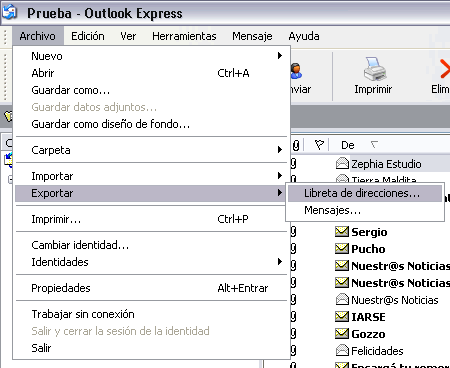 Prueba - Outlook Express
Archivo Edición Ver Herramientas Mensaje Ayuda
Nuevo
Abrir Ctrl+A
Guardar como...
Guardar datos adjuntos...
Guardar como diseño de fondo...
Carpeta
Importar
Exportar
Imprimir... Ctrl+P
Cambiar identidad...
Identidades
Propiedades Alt+Entrar
Trabajar sin conexión
Salir y cerrar la sesión de la identidad
Salir
Libreta de direcciones...
Mensajes...
Imprimir
De
Zephia Estudio
Tierra Maldita
Sergio
Pucho
Nuestr@s Noticias
Nuestr@s Noticias
Nuestr@s Noticias
IARSE
Gozzo
Felicidades